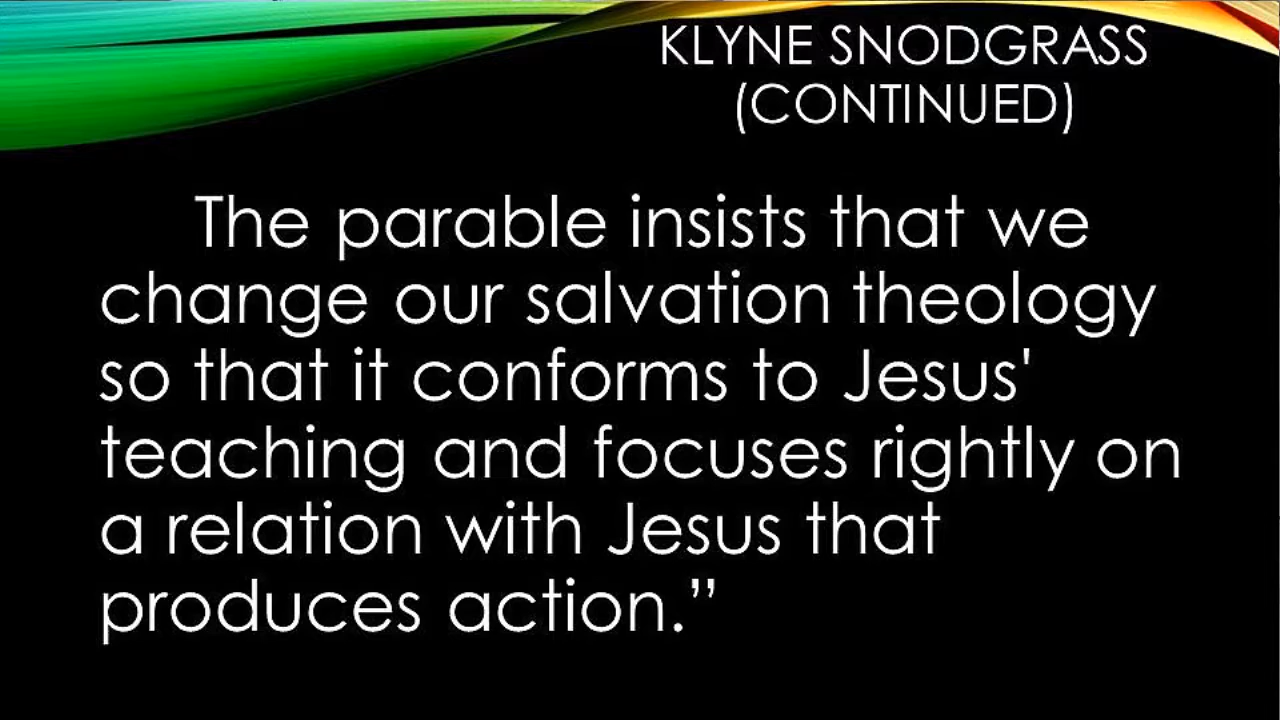 KLYNE SNODGRASS
(CONTINUED)
The parable insists that we
change our salvation theology
so that it conforms to Jesus'
teaching and focuses rightly on
a relation with Jesus that
produces action.”